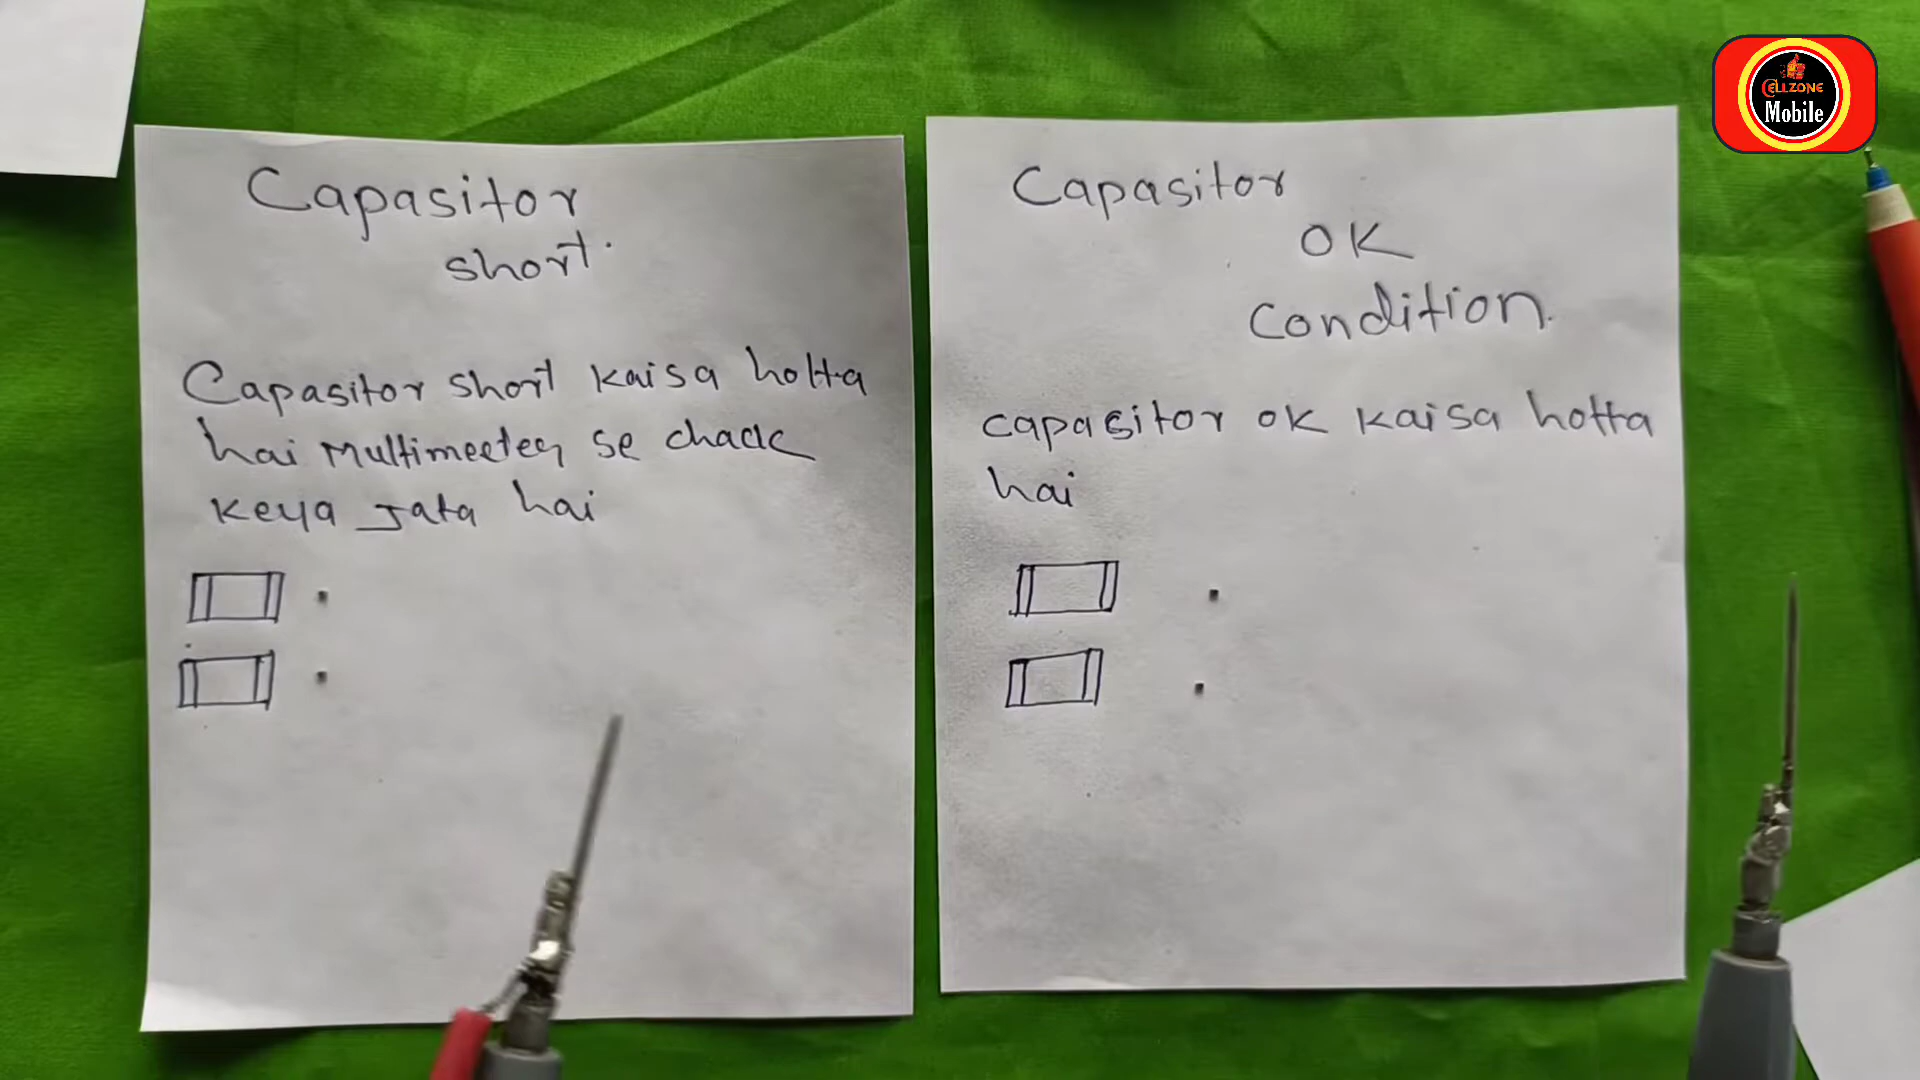 Capasitor
short.
Capasitor short kaisa hotta
hai Multimeeter se chack
keya Jata hai
Capasitor
OK
Condition.
capasitor ok kaisa hotta
hai
CELLZONE
Mobile